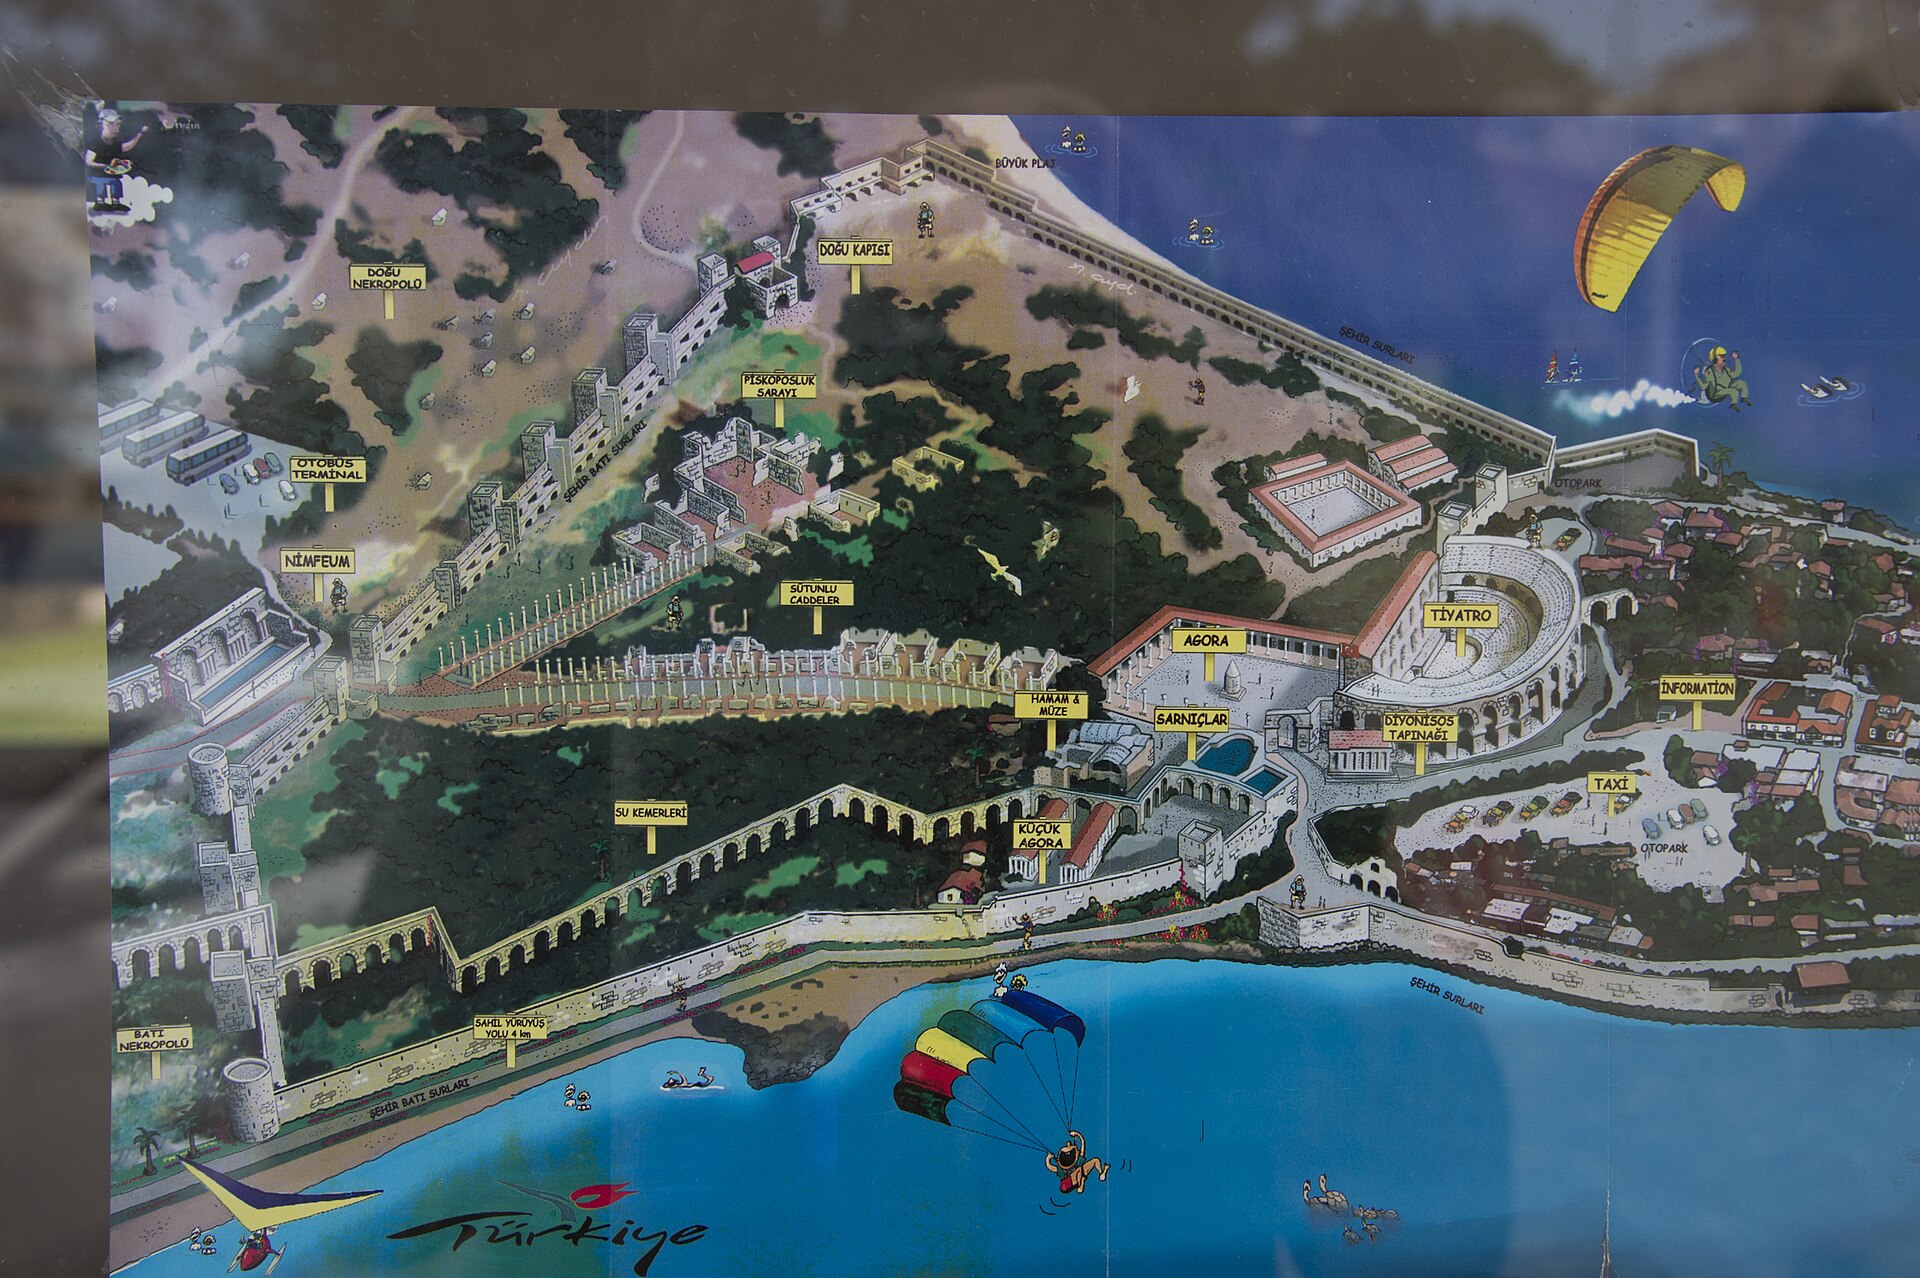 BÜYÜK PLAJ
DOĞU KAPISI
DOĞU
NEKROPOLÜ
ŞEHİR SURLARI
PİSKOPOSLUK
SARAYI
ŞEHİR BATI SURLARI
OTOBÜS
TERMİNAL
OTOPARK
NİMFEUM
SÜTUNLU
CADDELER
TİYATRO
AGORA
İNFORMATİON
HAMAM &
MÜZE
SARNIÇLAR
DİYONİSOS
TAPINAĞI
TAXİ
SU KEMERLERİ
KÜÇÜK
AGORA
OTOPARK
ŞEHİR SURLARI
BATI
NEKROPOLÜ
SAHİL YÜRÜYÜŞ
YOLU 4 km
ŞEHİR BATI SURLARI
Türkiye